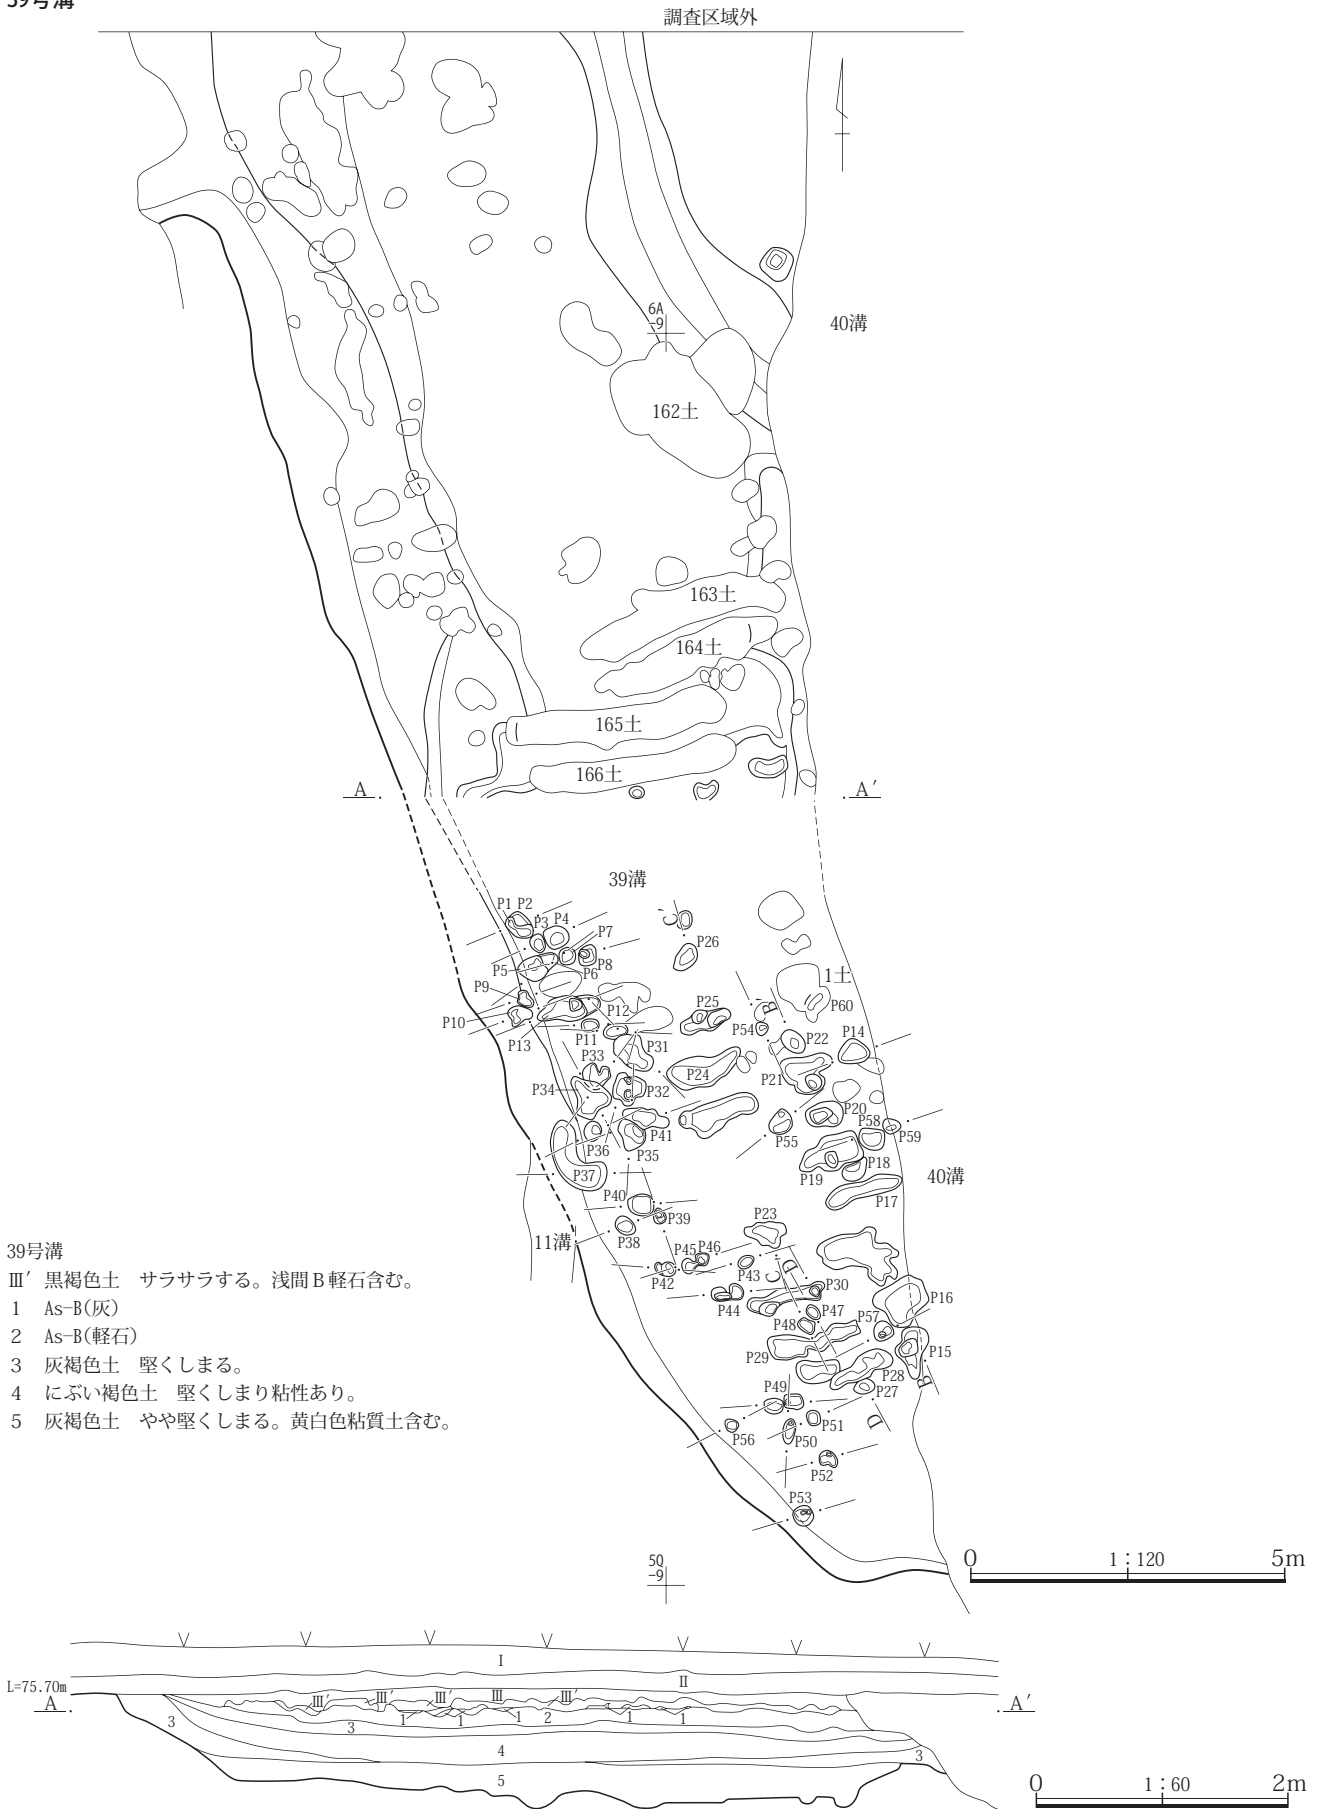 39号溝
調査区域外
6A
-9
40溝
162土
163土
164土
165土
166土
A
A′
39溝
P1 P2
P3 P4
P7
P5
P6
P8
P26
P9
P10
P13
P11
P12
P25
1土
P60
C′
B′
P54
P22
P14
P33
P31
P24
P21
P34
P32
P20
P58
P59
P41
P55
P36
P35
P19
P18
P37
P17
40溝
P40
P39
P38
P23
11溝
P45
P46
P42
P43
C
D′
P44
P30
P16
P47
P48
P57
P29
P15
P28
P27
B
P49
P51
P56
P50
D
P52
P53
39号溝
Ⅲ′ 黒褐色土 サラサラする。浅間B軽石含む。
1 As-B(灰)
2 As-B(軽石)
3 灰褐色土 堅くしまる。
4 にぶい褐色土 堅くしまり粘性あり。
5 灰褐色土 やや堅くしまる。黄白色粘質土含む。
5Q
-9
0 1:120 5m
L=75.70m
A
A′
Ⅰ
Ⅱ
Ⅲ′ Ⅲ′ Ⅲ′ Ⅲ Ⅲ′
3 3 1 1 1 2 1 1
4
3
5
0 1:60 2m